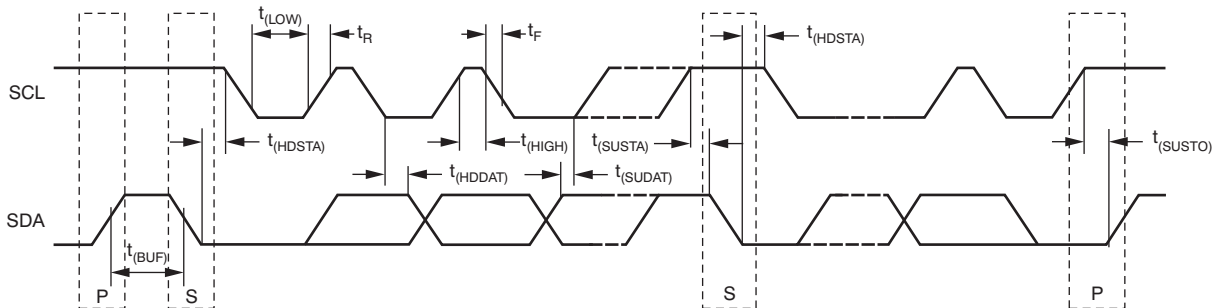 t(LOW)
tR
tF
t(HDSTA)
SCL
t(HDSTA)
t(HIGH)
t(SUSTA)
t(SUSTO)
t(HDDAT)
t(SUDAT)
SDA
t(BUF)
P
S
S
P